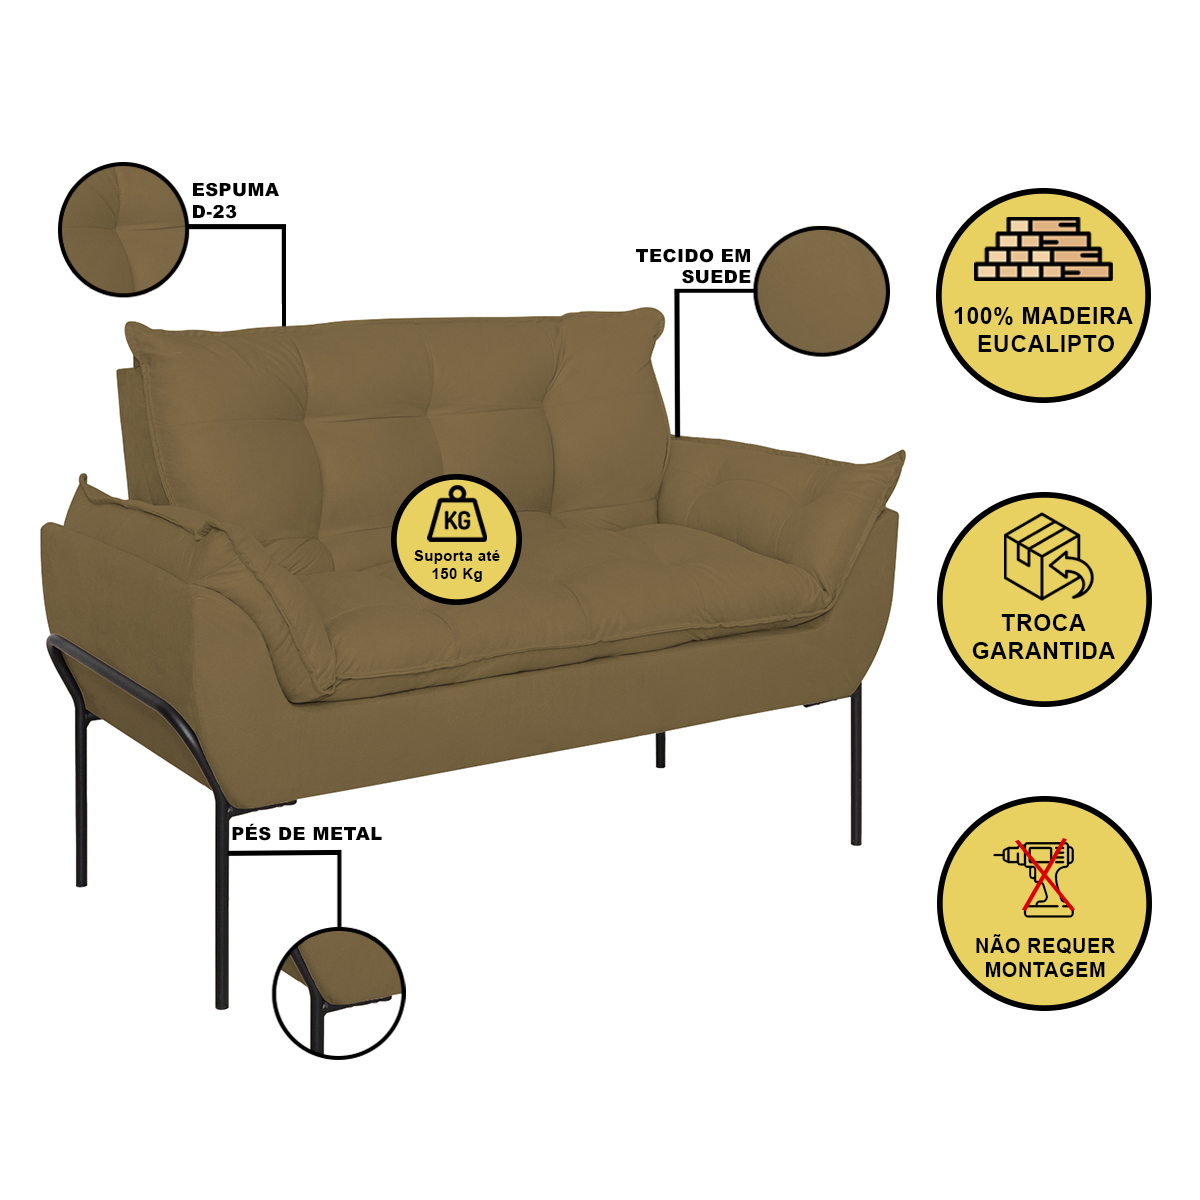 ESPUMA
D-23
TECIDO EM
SUEDE
100% MADEIRA
EUCALIPTO
KG
Suporta até
150 Kg
TROCA
GARANTIDA
PÉS DE METAL
NÃO REQUER
MONTAGEM